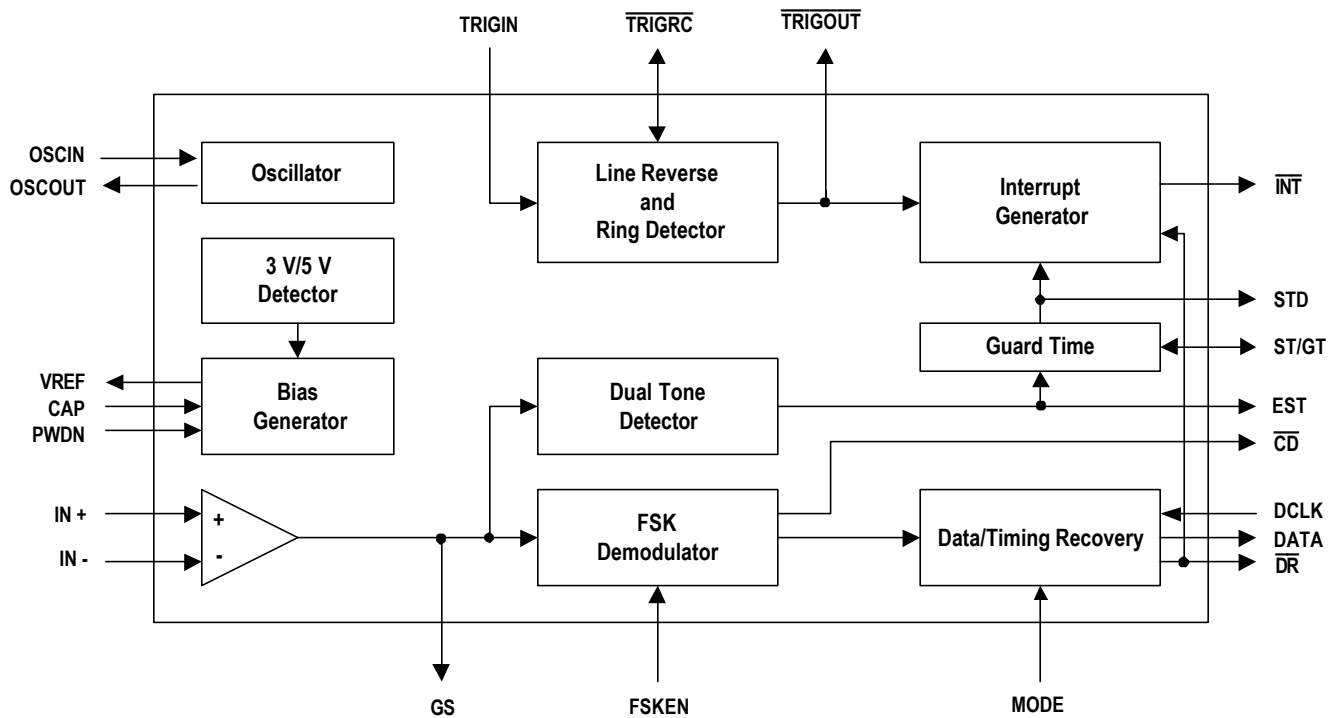 TRIGIN
TRIGRC
TRIGOUT
OSCIN
OSCOUT
Oscillator
Line Reverse
and
Ring Detector
Interrupt
Generator
INT
3 V/5 V
Detector
STD
Guard Time
ST/GT
VREF
CAP
PWDN
Bias
Generator
Dual Tone
Detector
EST
CD
IN +
IN -
+
-
FSK
Demodulator
Data/Timing Recovery
DCLK
DATA
DR
GS
FSKEN
MODE